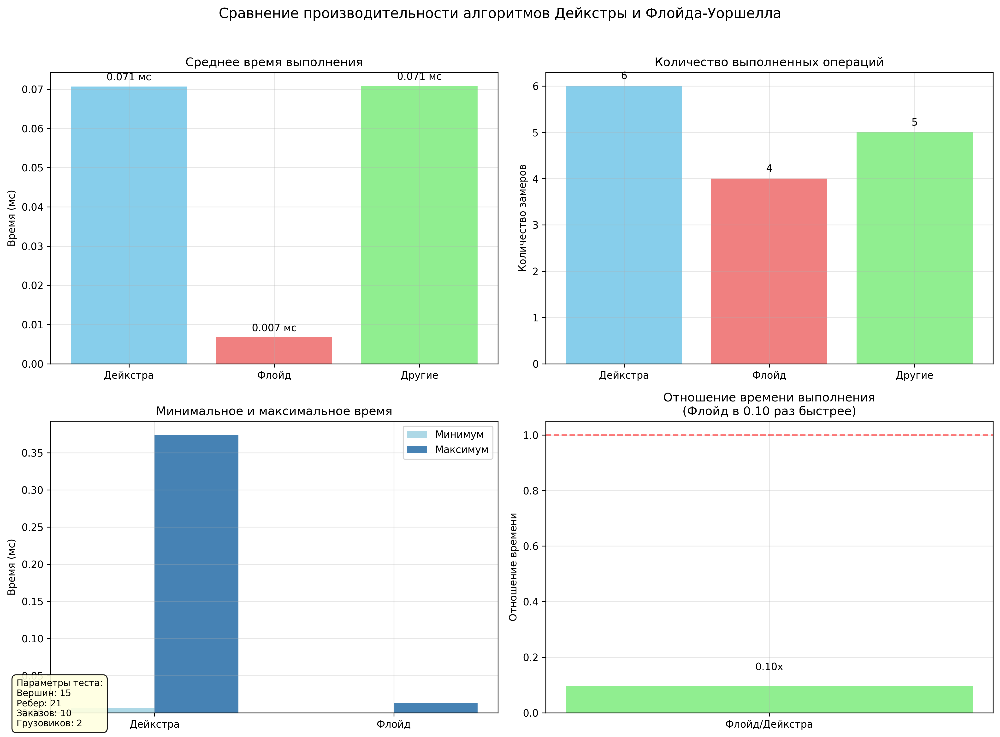 Сравнение производительности алгоритмов Дейкстры и Флойда-Уоршелла
Среднее время выполнения
0.071 мс
0.007 мс
0.071 мс
Время (мс)
0.07
0.06
0.05
0.04
0.03
0.02
0.01
0.00
Дейкстра
Флойд
Другие
Количество выполненных операций
6
4
5
Количество замеров
6
5
4
3
2
1
0
Дейкстра
Флойд
Другие
Минимальное и максимальное время
Минимум
Максимум
Время (мс)
0.35
0.30
0.25
0.20
0.15
0.10
0.05
Параметры теста:
Вершин: 15
Ребер: 21
Заказов: 10
Грузовиков: 2
Дейкстра
Флойд
Отношение времени выполнения
(Флойд в 0.10 раз быстрее)
Отношение времени
1.0
0.8
0.6
0.4
0.2
0.0
0.10x
Флойд/Дейкстра